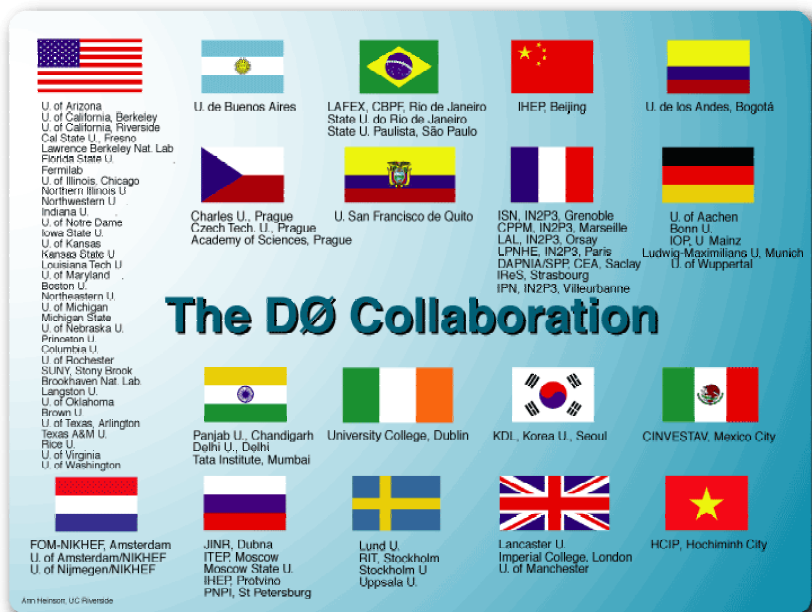 U. of Arizona
U. of California, Berkeley
U. of California, Riverside
Cal State U., Fresno
Lawrence Berkeley Nat. Lab
Florida State U.
Fermilab
U. of Illinois, Chicago
Northern Illinois U
Northwestern U
Indiana U.
U. of Notre Dame
Iowa State U.
U. of Kansas
Kansas State U
Louisiana Tech U
U. of Maryland
Boston U.
Northeastern U.
U. of Michigan
Michigan State
U. of Nebraska U.
Princeton U.
Columbia U.
U. of Rochester
SUNY, Stony Brook
Brookhaven Nat. Lab.
Langston U.
U. of Oklahoma
Brown U
U. of Texas, Arlington
Texas A&M U.
Rice U.
U. of Virginia
U. of Washington
U. de Buenos Aires
LAFEX, CBPF, Rio de Janeiro
State U. do Rio de Janeiro
State U. Paulista, São Paulo
IHEP, Beijing
U. de los Andes, Bogotá
Charles U., Prague
Czech Tech. U., Prague
Academy of Sciences, Prague
U. San Francisco de Quito
ISN, IN2P3, Grenoble
CPPM, IN2P3, Marseille
LAL, IN2P3, Orsay
LPNHE, IN2P3, Paris
DAPNIA/SPP, CEA, Saclay
IReS, Strasbourg
IPN, IN2P3, Villeurbanne
U. of Aachen
Bonn U.
IOP, U Mainz
Ludwig-Maximilians U, Munich
U. of Wuppertal
The DØ Collaboration
Panjab U., Chandigarh
Delhi U., Delhi
Tata Institute, Mumbai
University College, Dublin
KDL, Korea U., Seoul
CINVESTAV, Mexico City
FOM-NIKHEF, Amsterdam
U. of Amsterdam/NIKHEF
U. of Nijmegen/NIKHEF
JINR, Dubna
ITEP, Moscow
Moscow State U.
IHEP, Protvino
PNPI, St Petersburg
Lund U.
RIT, Stockholm
Stockholm U
Uppsala U.
Lancaster U.
Imperial College, London
U. of Manchester
HCIP, Hochiminh City
Ann Heinson, UC Riverside